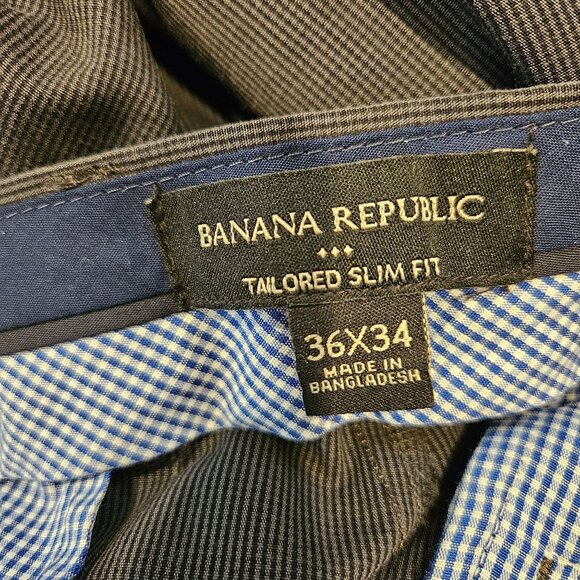 BANANA REPUBLIC
TAILORED SLIM FIT
36X34
MADE IN
BANGLADESH